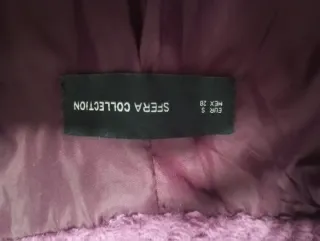 SFERA COLLECTION
EUR S
MEX 28